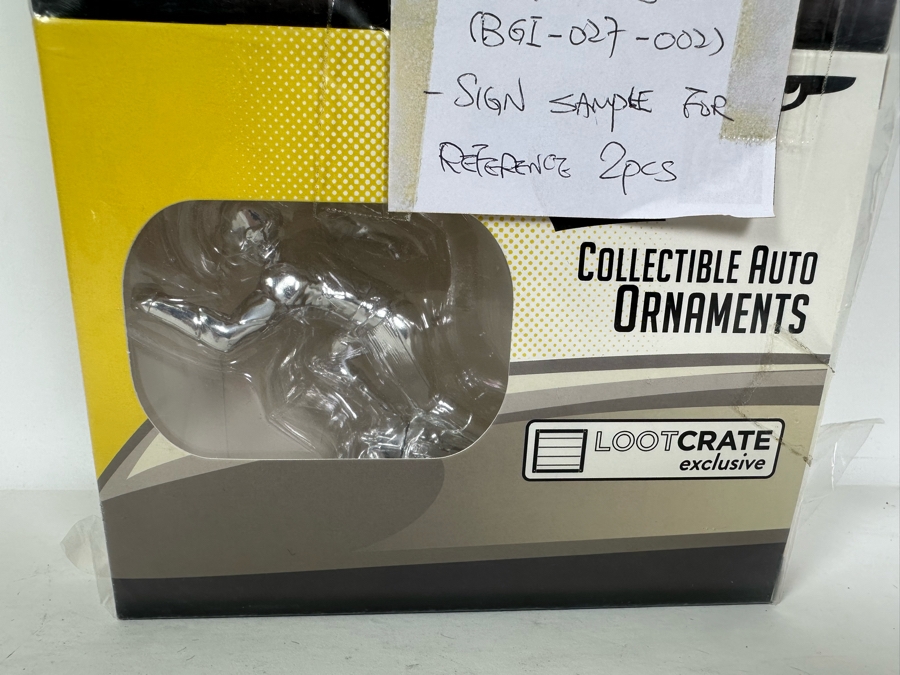 (BGI-027-002)
- SIGN SAMPLE FOR
REFERENCE 2pcs
COLLECTIBLE AUTO
ORNAMENTS
LOOTCRATE
exclusive